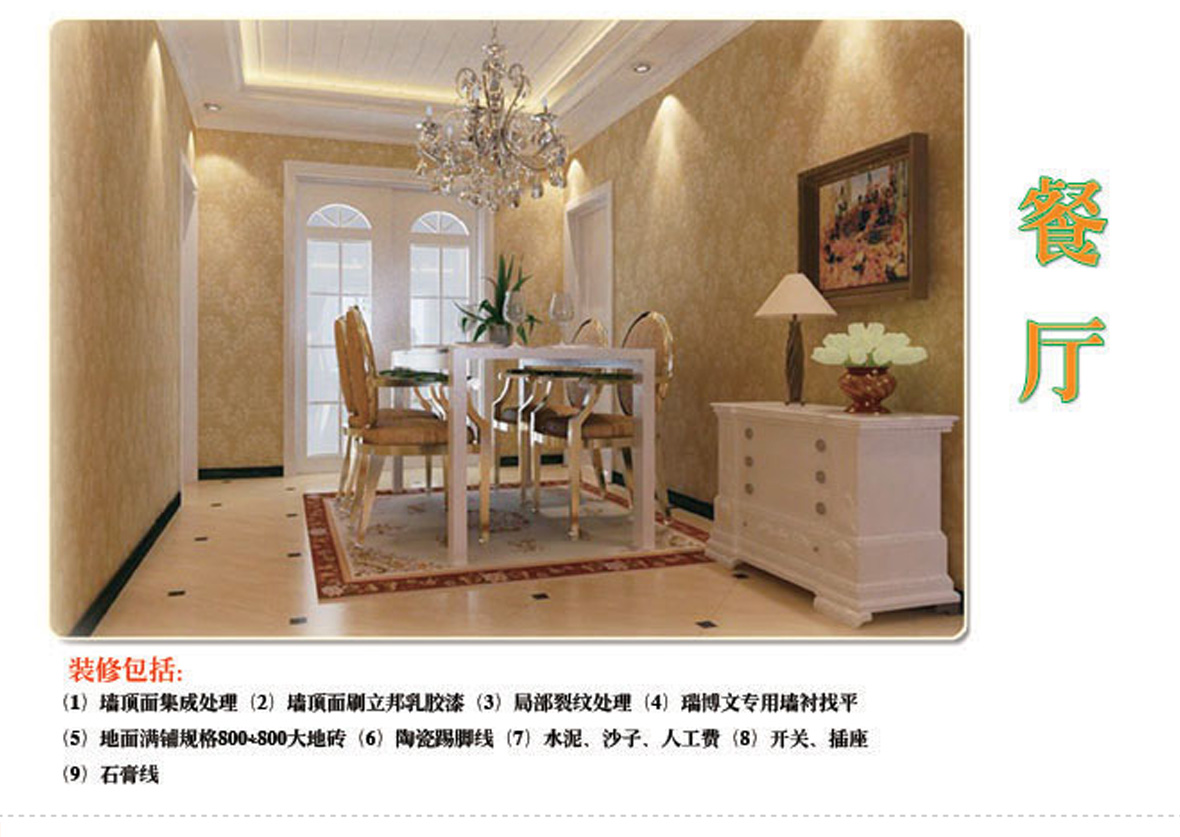 餐厅
装修包括:
（1）墙顶面集成处理（2）墙顶面刷立邦乳胶漆（3）局部裂纹处理（4）瑞博文专用墙衬找平
（5）地面满铺规格800*800大地砖（6）陶瓷踢脚线（7）水泥、沙子、人工费（8）开关、插座
（9）石膏线